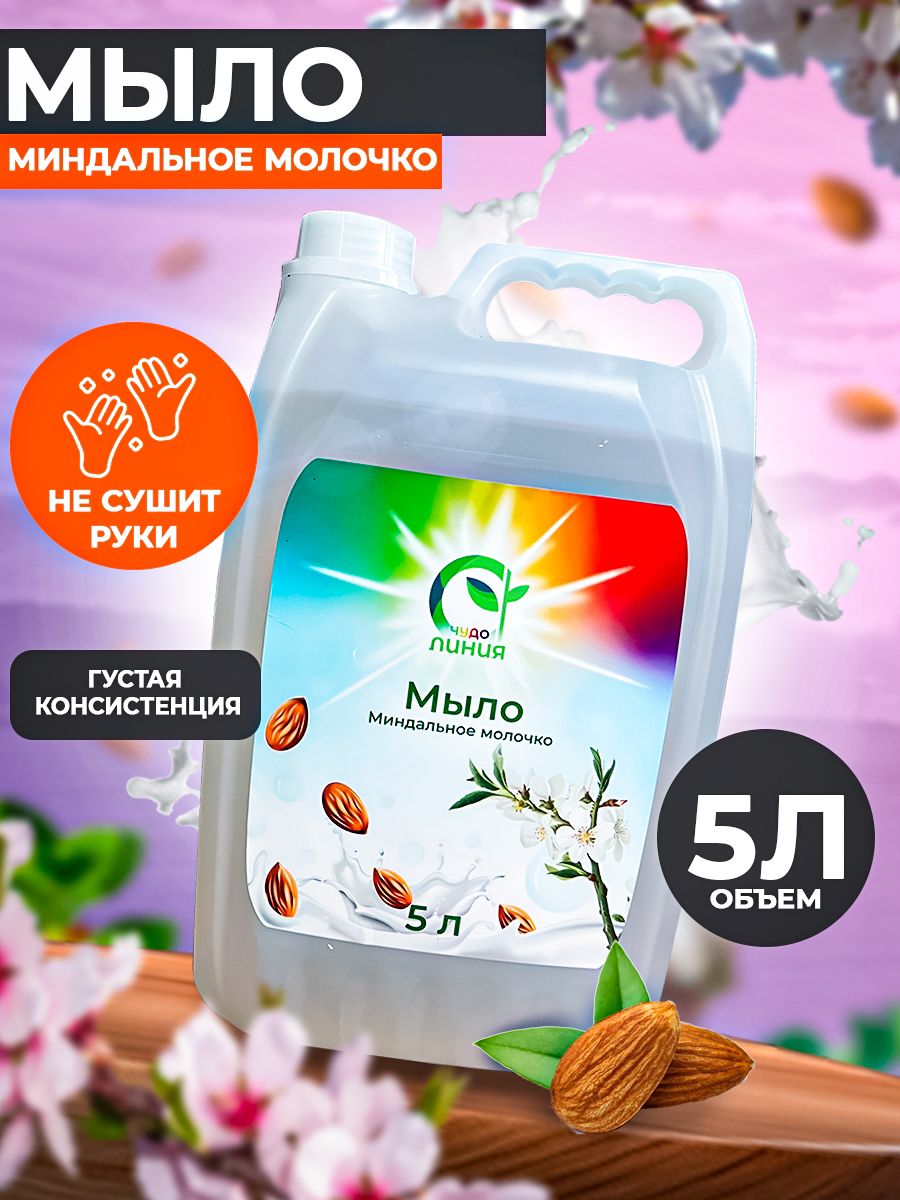 МЫЛО
МИНДАЛЬНОЕ МОЛОЧКО
НЕ СУШИТ
РУКИ
ГУСТАЯ
КОНСИСТЕНЦИЯ
ЧУДО
ЛИНИЯ
Мыло
Миндальное молочко
5 л
5Л
ОБЪЕМ